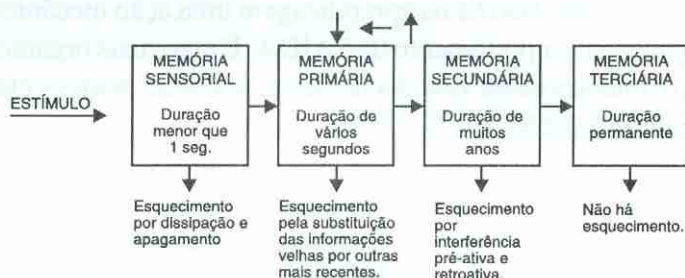 ESTÍMULO
MEMÓRIA
SENSORIAL
Duração
menor que
1 seg.
Esquecimento
por dissipação e
apagamento
MEMÓRIA
PRIMÁRIA
Duração de
vários
segundos
Esquecimento
pela substituição
das informações
velhas por outras
mais recentes.
MEMÓRIA
SECUNDÁRIA
Duração de
muitos
anos
Esquecimento
por
interferência
pré-ativa e
retroativa.
MEMÓRIA
TERCIÁRIA
Duração
permanente
Não há
esquecimento.